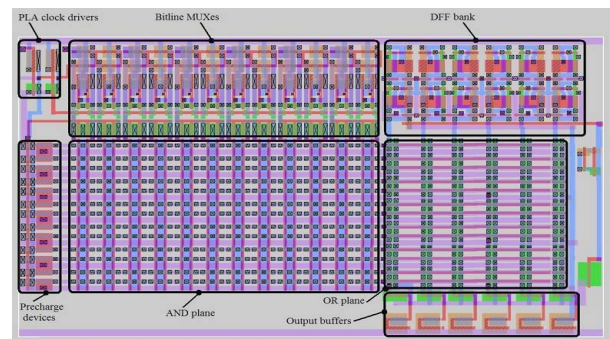 PLA clock drivers
Bitline MUXes
DFF bank
Precharge
devices
AND plane
OR plane
Output buffers